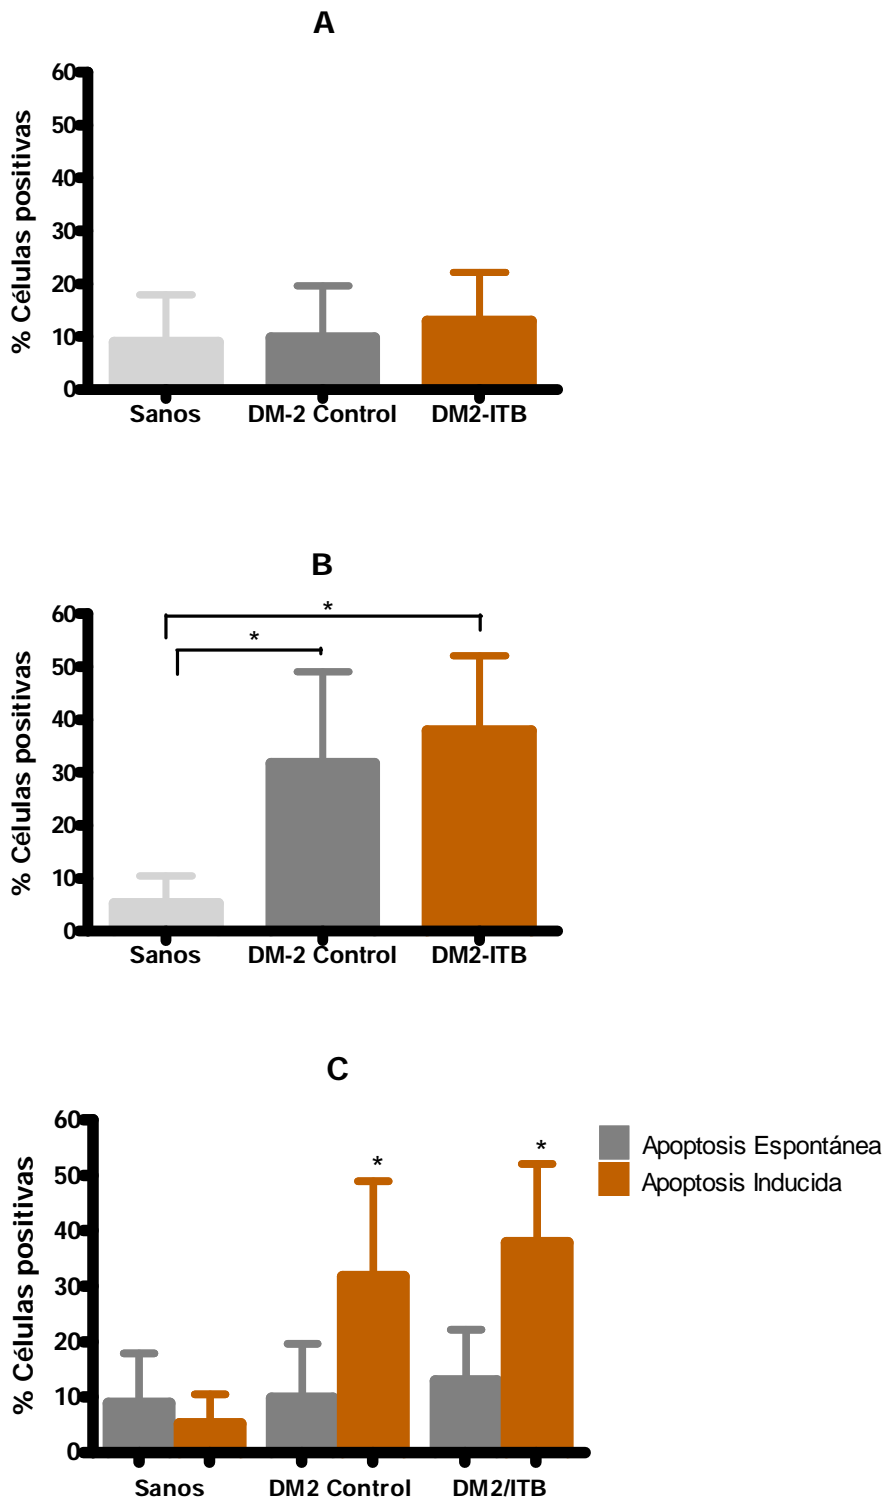 A
% Células positivas
60
50
40
30
20
10
0
Sanos DM-2 Control DM2-ITB
B
% Células positivas
60
50
40
30
20
10
0
*
*
Sanos DM-2 Control DM2-ITB
C
% Células positivas
60
50
40
30
20
10
0
* *
Sanos DM2 Control DM2/ITB
Apoptosis Espontánea
Apoptosis Inducida